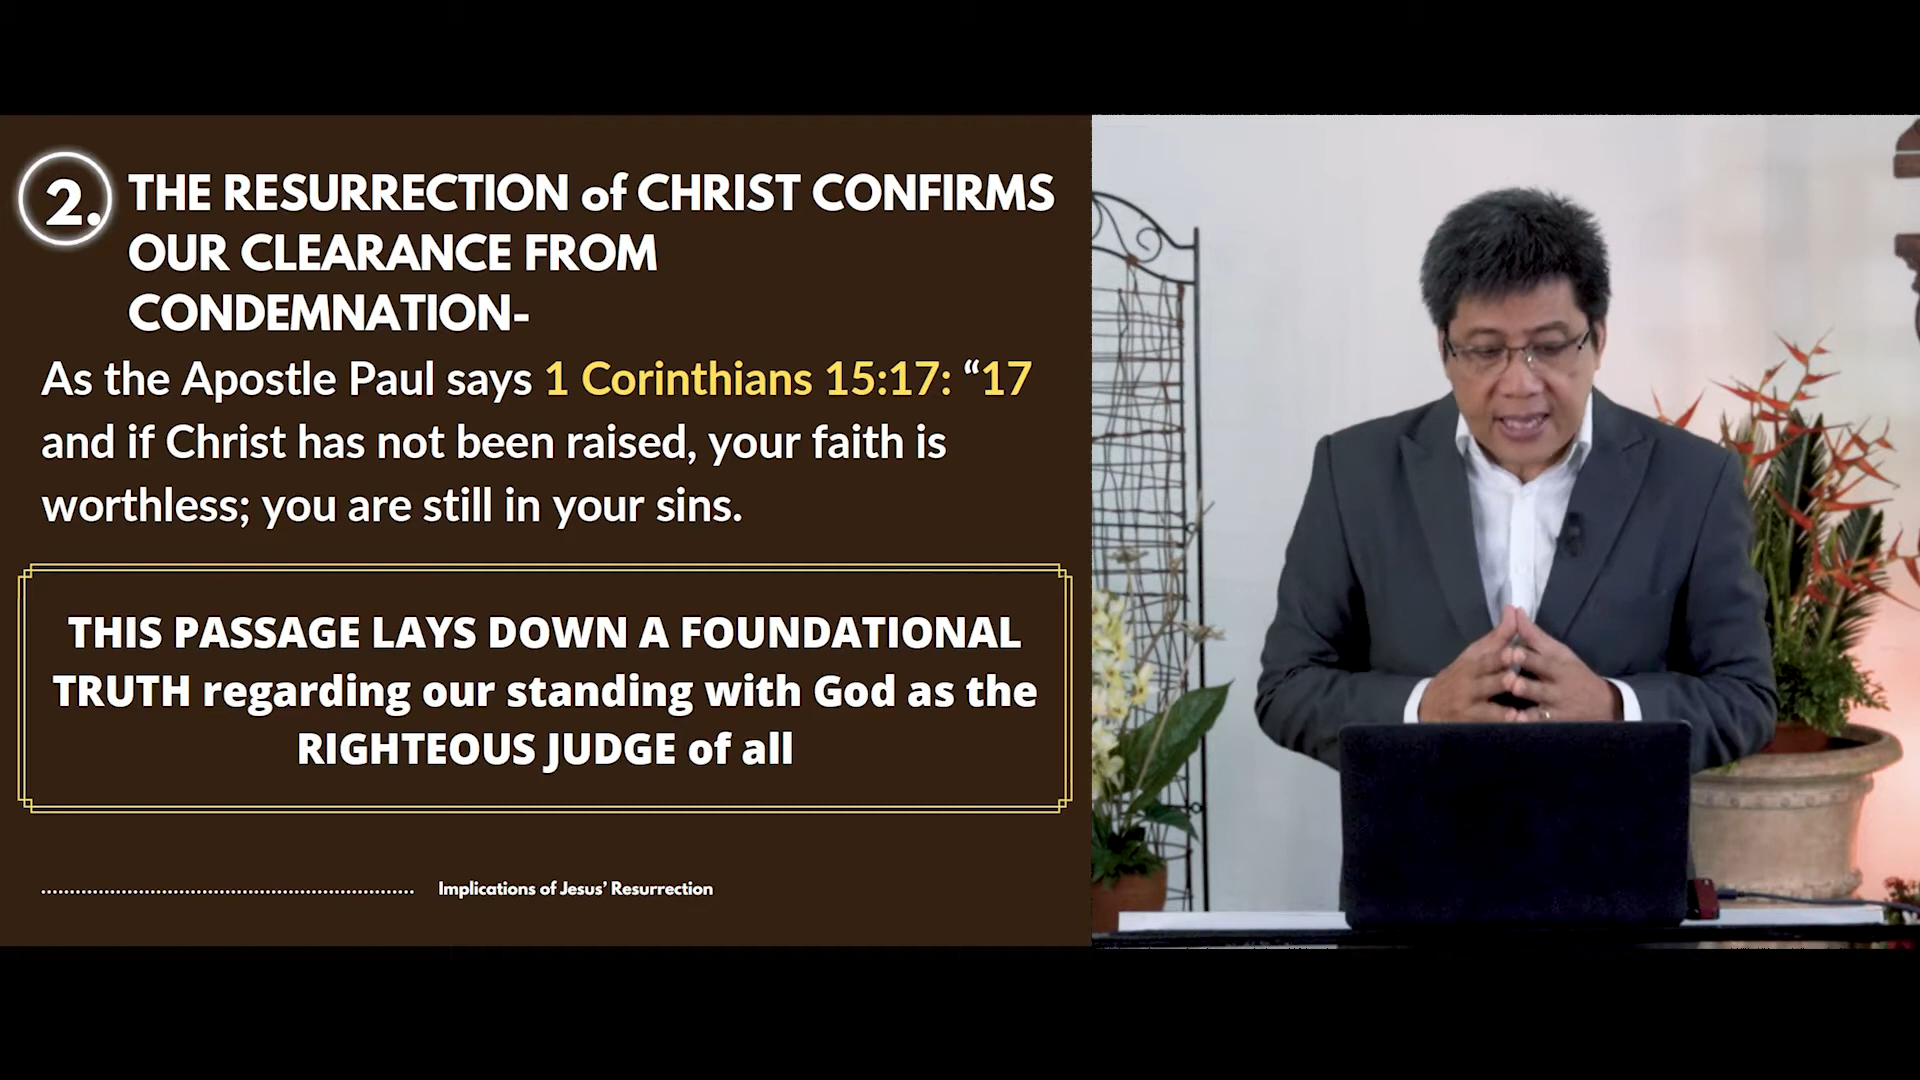 2. THE RESURRECTION of CHRIST CONFIRMS
OUR CLEARANCE FROM
CONDEMNATION-
As the Apostle Paul says 1 Corinthians 15:17: “17
and if Christ has not been raised, your faith is
worthless; you are still in your sins.
THIS PASSAGE LAYS DOWN A FOUNDATIONAL
TRUTH regarding our standing with God as the
RIGHTEOUS JUDGE of all
Implications of Jesus’ Resurrection